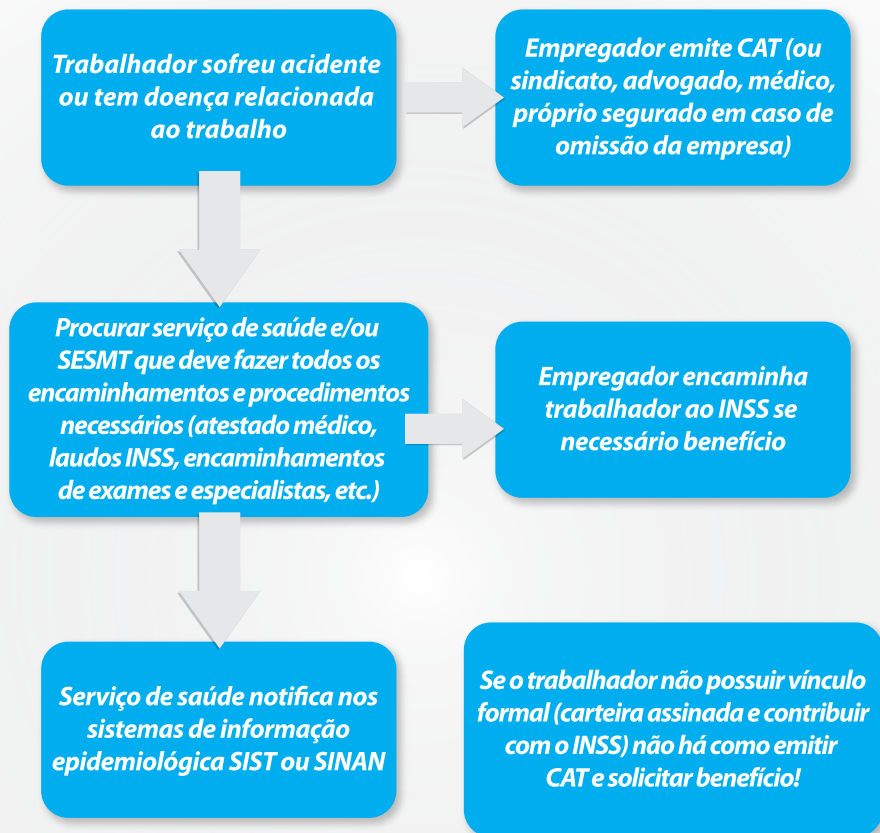 Trabalhador sofreu acidente
ou tem doença relacionada
ao trabalho
Empregador emite CAT (ou
sindicato, advogado, médico,
próprio segurado em caso de
omissão da empresa)
Procurar serviço de saúde e/ou
SESMT que deve fazer todos os
encaminhamentos e procedimentos
necessários (atestado médico,
laudos INSS, encaminhamentos
de exames e especialistas, etc.)
Empregador encaminha
trabalhador ao INSS se
necessário benefício
Serviço de saúde notifica nos
sistemas de informação
epidemiológica SIST ou SINAN
Se o trabalhador não possuir vínculo
formal (carteira assinada e contribuir
com o INSS) não há como emitir
CAT e solicitar benefício!